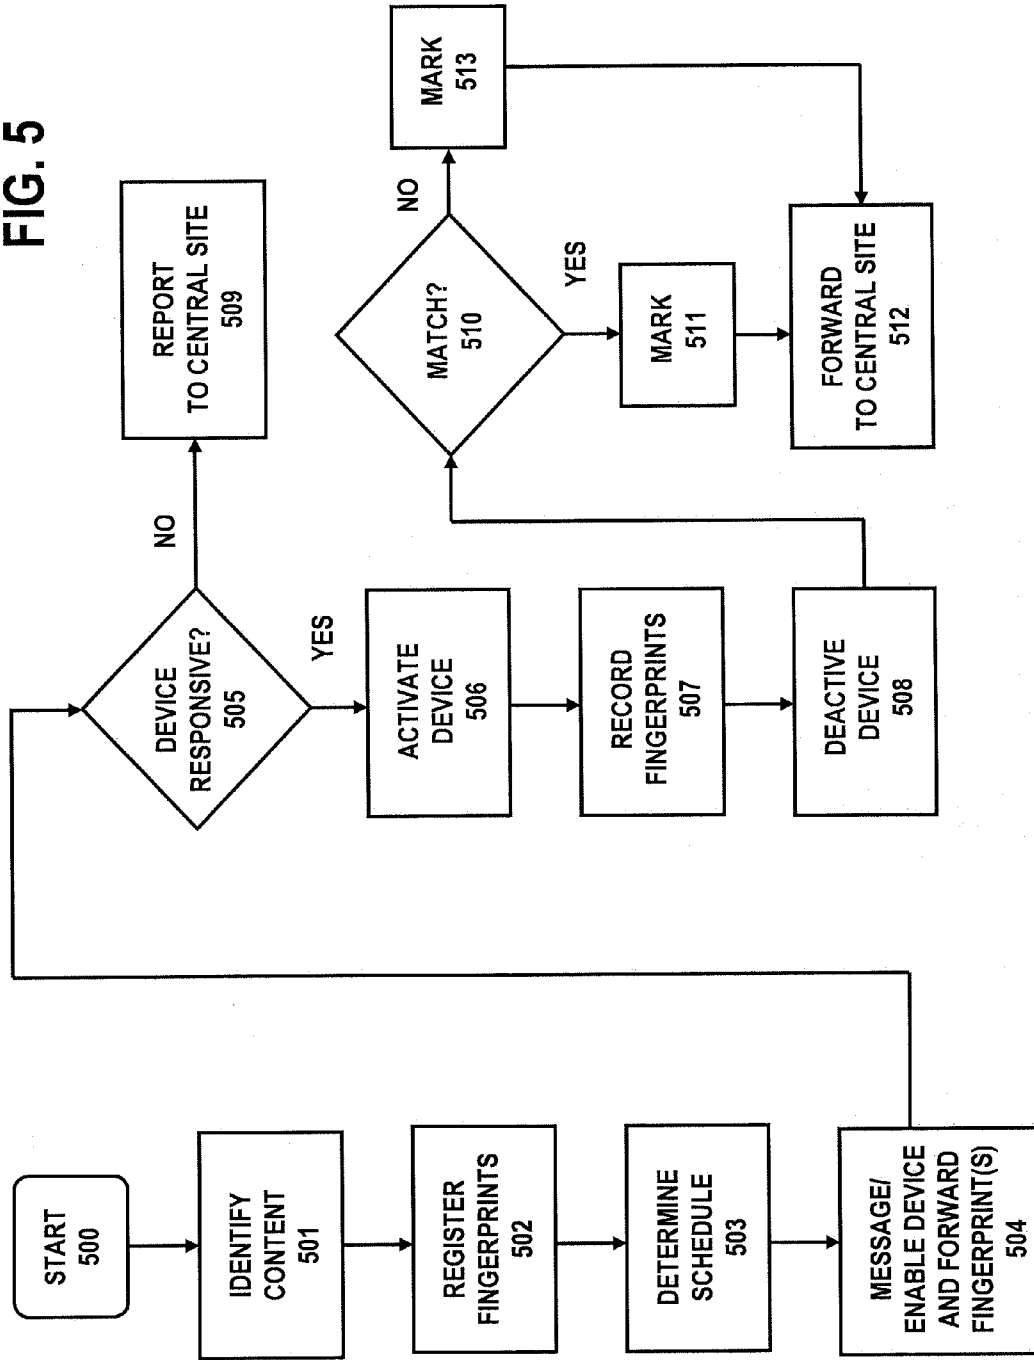 FIG. 5
START
500
IDENTIFY
CONTENT
501
REGISTER
FINGERPRINTS
502
DETERMINE
SCHEDULE
503
MESSAGE/
ENABLE DEVICE
AND FORWARD
FINGERPRINT(S)
504
DEVICE
RESPONSIVE?
505
NO
REPORT
TO CENTRAL SITE
509
YES
ACTIVATE
DEVICE
506
RECORD
FINGERPRINTS
507
DEACTIVE
DEVICE
508
MATCH?
510
NO
MARK
513
YES
MARK
511
FORWARD
TO CENTRAL SITE
512